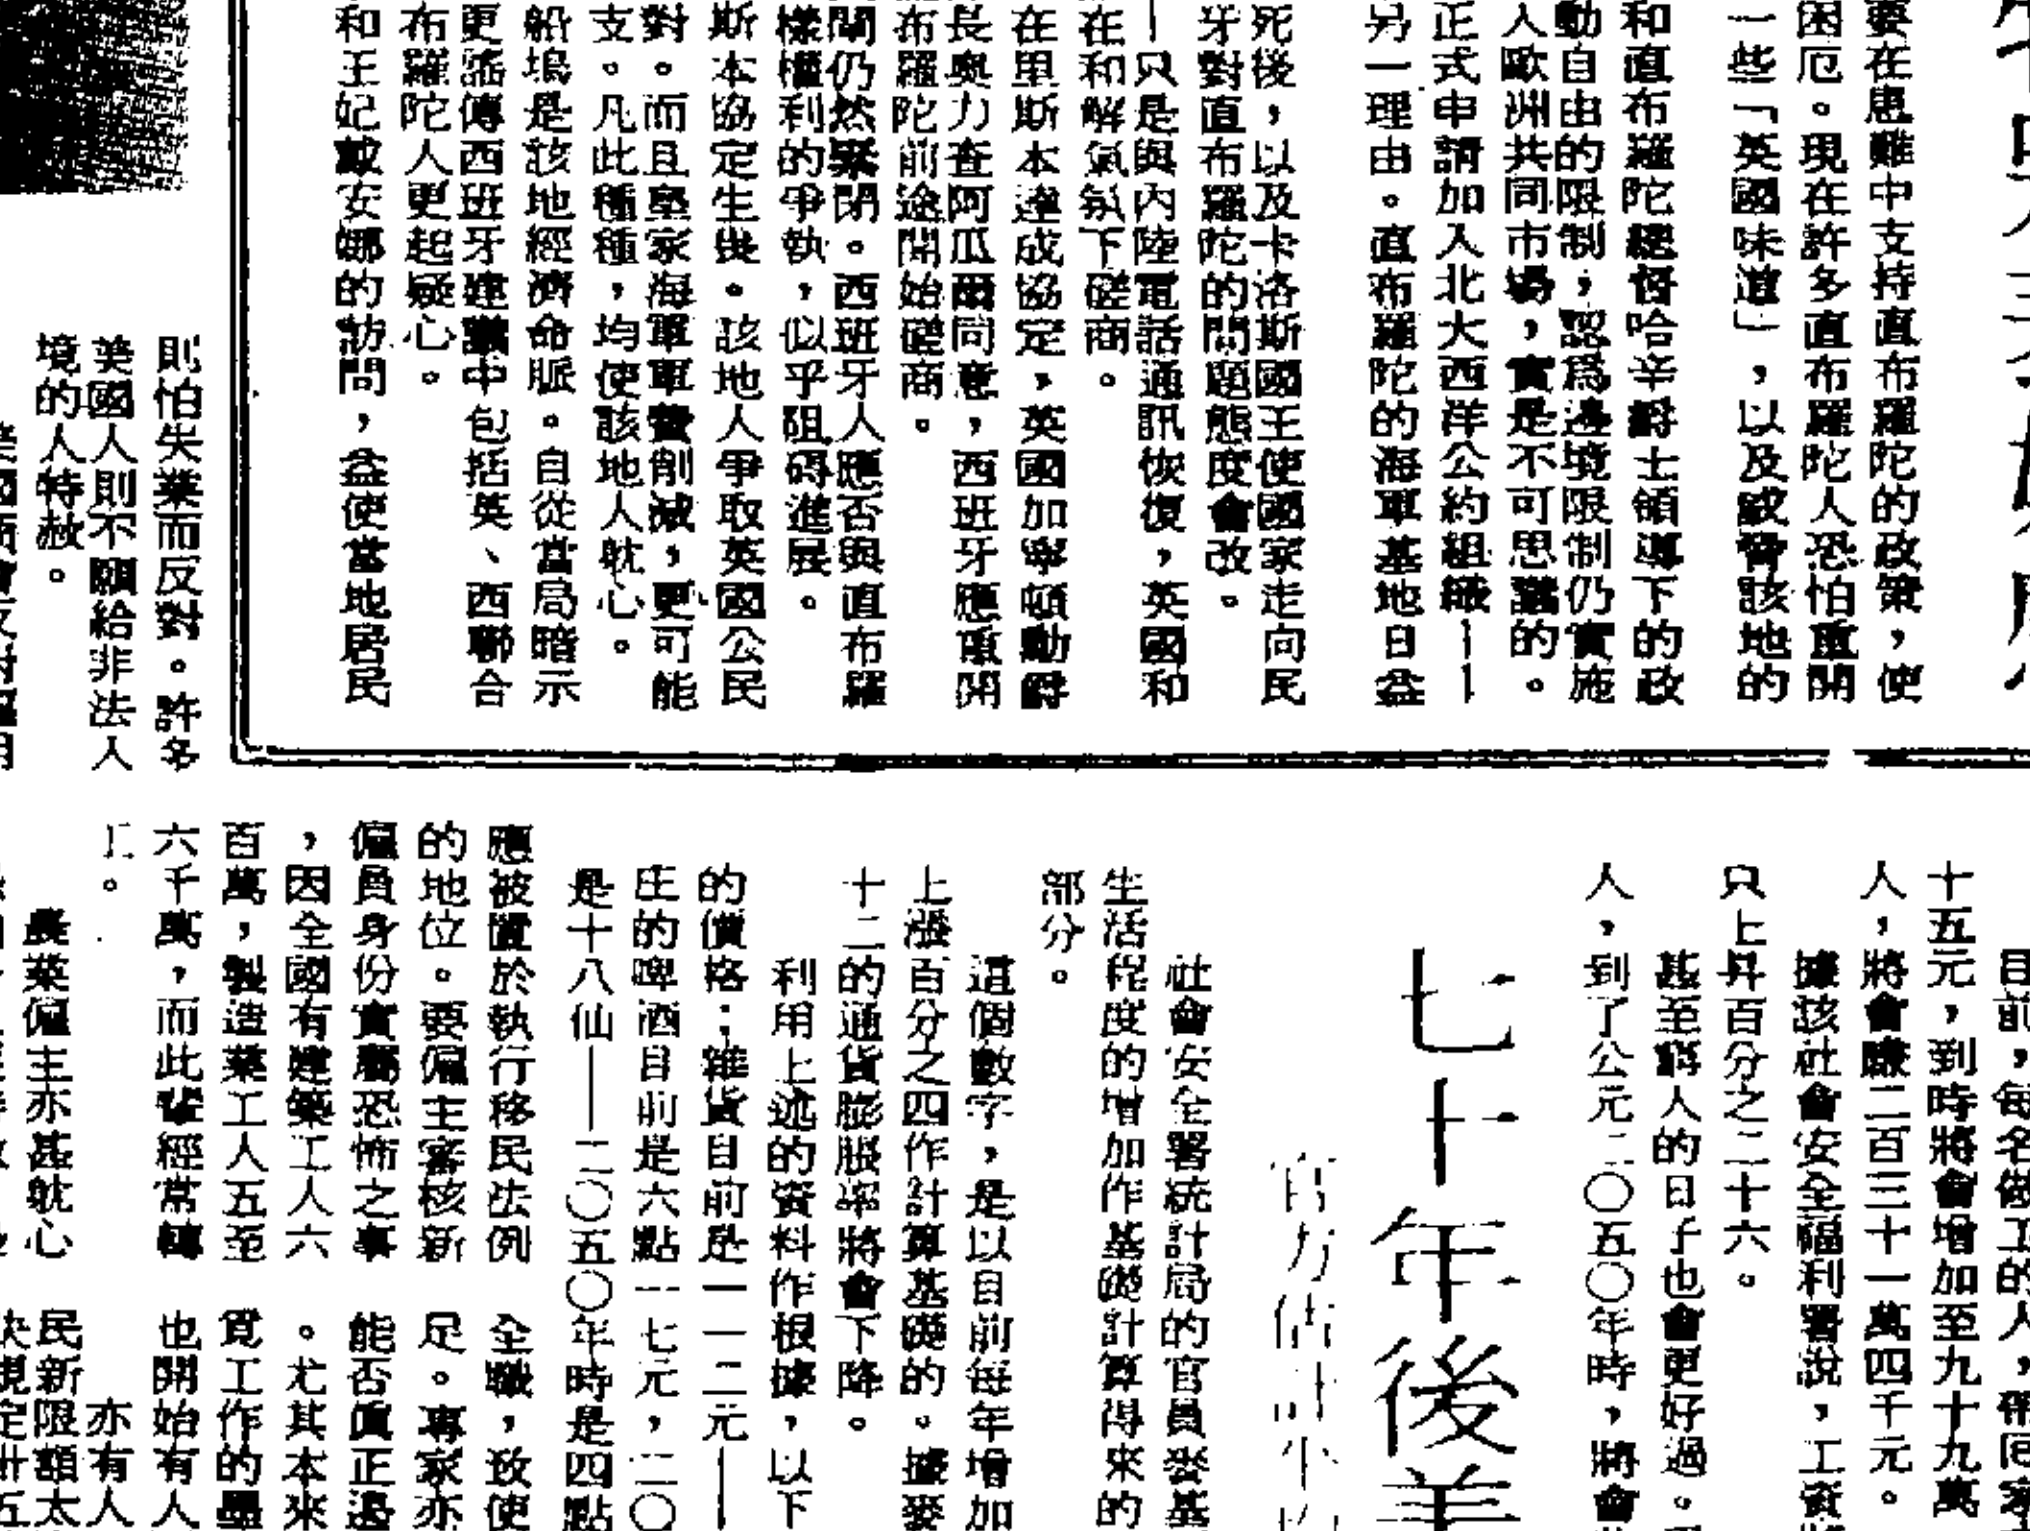 要在患難中支持直布羅陀的政策，使
困厄。現在許多直布羅陀人恐怕重開
一些「英國味道」，以及威脅該地的
和直布羅陀總督哈辛爵士領導下的政
動自由的限制，認爲邊境限制仍實施
人歐洲共同市場，實是不可思議的。
正式申請加入北大西洋公約組織——
另一理由。直布羅陀的海軍基地日益
死後，以及卡洛斯國王使國家走向民
牙對直布羅陀的問題態度會改。
—只是與內陸電話通訊恢復，英國和
在和解氣氛下磋商。
在里斯本達成協定，英國加寧頓勳爵
長奧力查阿瓜爾同意，西班牙應重開
布羅陀前途開始磋商。
關仍然緊閉。西班牙人應否與直布羅
樣權利的爭執，似乎阻碍進展。
斯本協定生奘。該地人爭取英國公民
對。而且皇家海軍軍費削減，更可能
支。凡此種種，均使該地人躭心。
船塢是該地經濟命脈。自從當局暗示
更謠傳西班牙建議中包括英、西聯合
布羅陀人更起疑心。
和王妃戴安娜的訪問，益使當地居民
則怕失業而反對。許多
美國人則不願給非法人
境的人特赦。
目前，每名做工的人，
十五元，到時將會增加至九十九萬
人，將會賺二百三十一萬四千元。
據該社會安全福利署說，工資
只上昇百分之二十六。
甚至窮人的日子也會更好過。
人，到了公元二〇五〇年時，將會
七十年後美
官方估計
社會安全署統計局的官員發基
生活程度的增加作基礎計算得來的
部分。
這個數字，是以目前每年增加
上漲百分之四作計算基礎的。據麥
十二的通貨膨脹率將會下降。
利用上述的資料作根據，以下
的價格；雜貨目前是一一二元——
庄的啤酒目前是六點一七元，二〇
是十八仙——二〇五〇年時是四點
應被置於執行移民法例
的地位。要僱主審核新
僱員身份實屬恐怖之事
，因全國有建築工人六
百萬，製造業工人五至
六千萬，而此輩經常轉
工。
農業僱主亦甚躭心
全職，致使
足。專家亦
能否真正遏
。尤其本來
覓工作的墨
也開始有人
亦有人
民新限額太